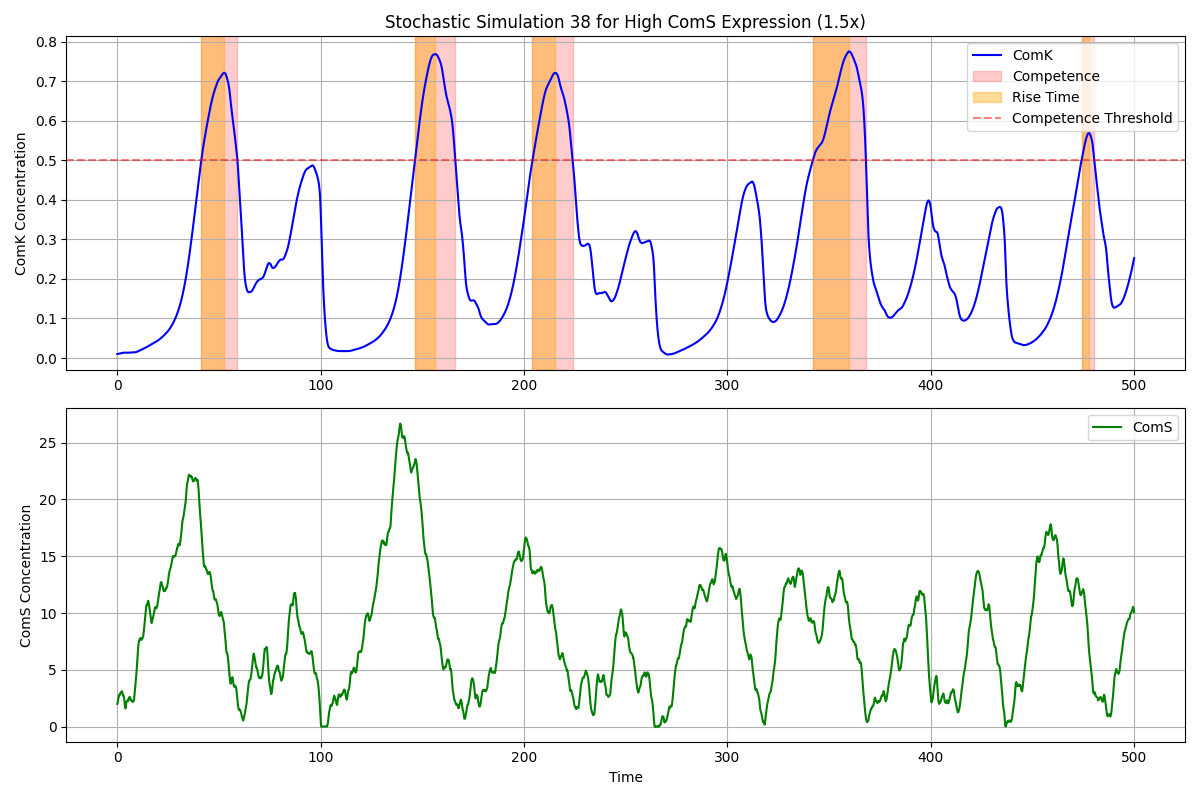 Stochastic Simulation 38 for High ComS Expression (1.5x)
ComK Concentration
0.8
0.7
0.6
0.5
0.4
0.3
0.2
0.1
0.0
ComK
Competence
Rise Time
Competence Threshold
0 100 200 300 400 500
ComS Concentration
25
20
15
10
5
0
ComS
0 100 200 300 400 500
Time